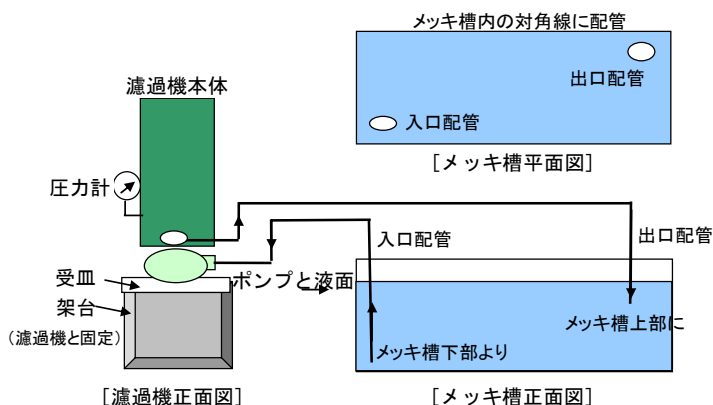 メッキ槽内の対角線に配管
出口配管
入口配管
[メッキ槽平面図]
濾過機本体
圧力計
受皿
架台
(濾過機と固定)
[濾過機正面図]
ポンプと液面
入口配管
出口配管
メッキ槽上部に
メッキ槽下部より
[メッキ槽正面図]